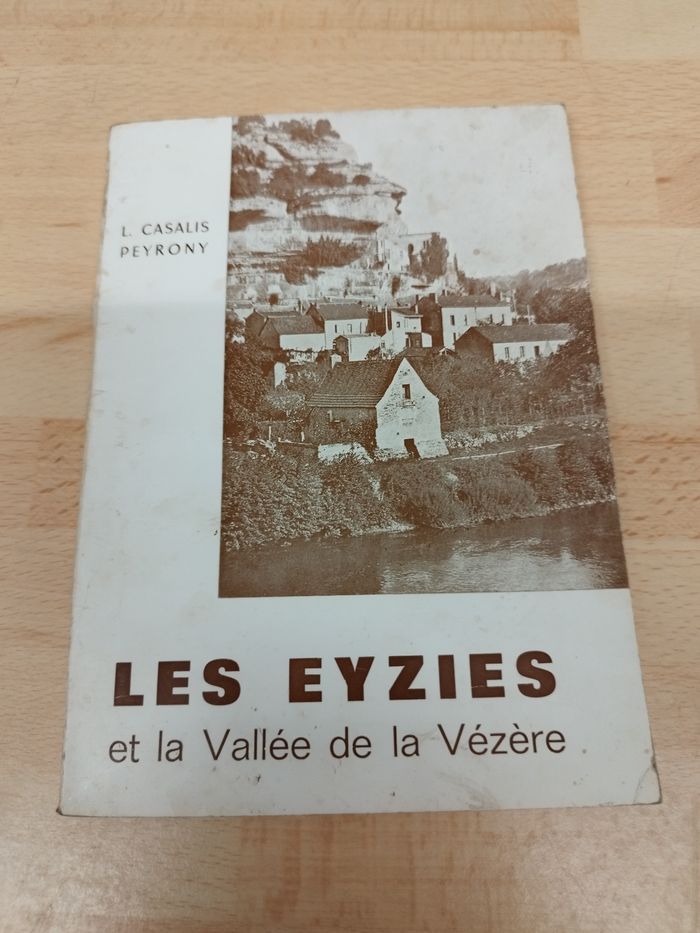 L. CASALIS
PEYRONY
LES EYZIES
et la Vallée de la Vézère